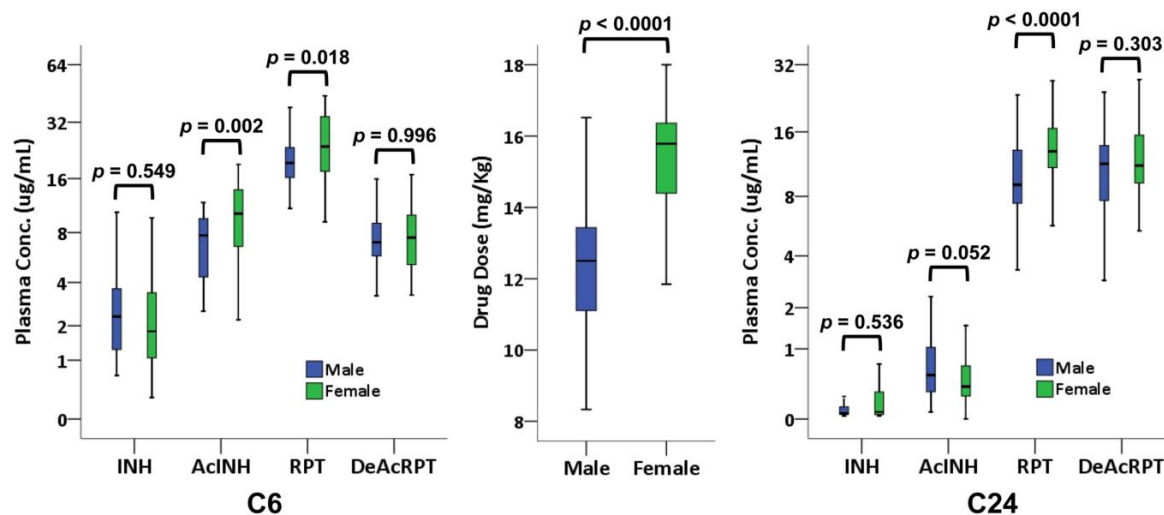 p = 0.549
p = 0.002
p = 0.018
p = 0.996
Plasma Conc. (ug/mL)
64
32
16
8
4
2
1
0
Male
Female
INH
AcINH
RPT
DeAcRPT
C6
p < 0.0001
Drug Dose (mg/Kg)
18
16
14
12
10
8
Male
Female
p < 0.0001
p = 0.303
p = 0.052
p = 0.536
Plasma Conc. (ug/mL)
32
16
8
4
2
1
0
Male
Female
INH
AcINH
RPT
DeAcRPT
C24